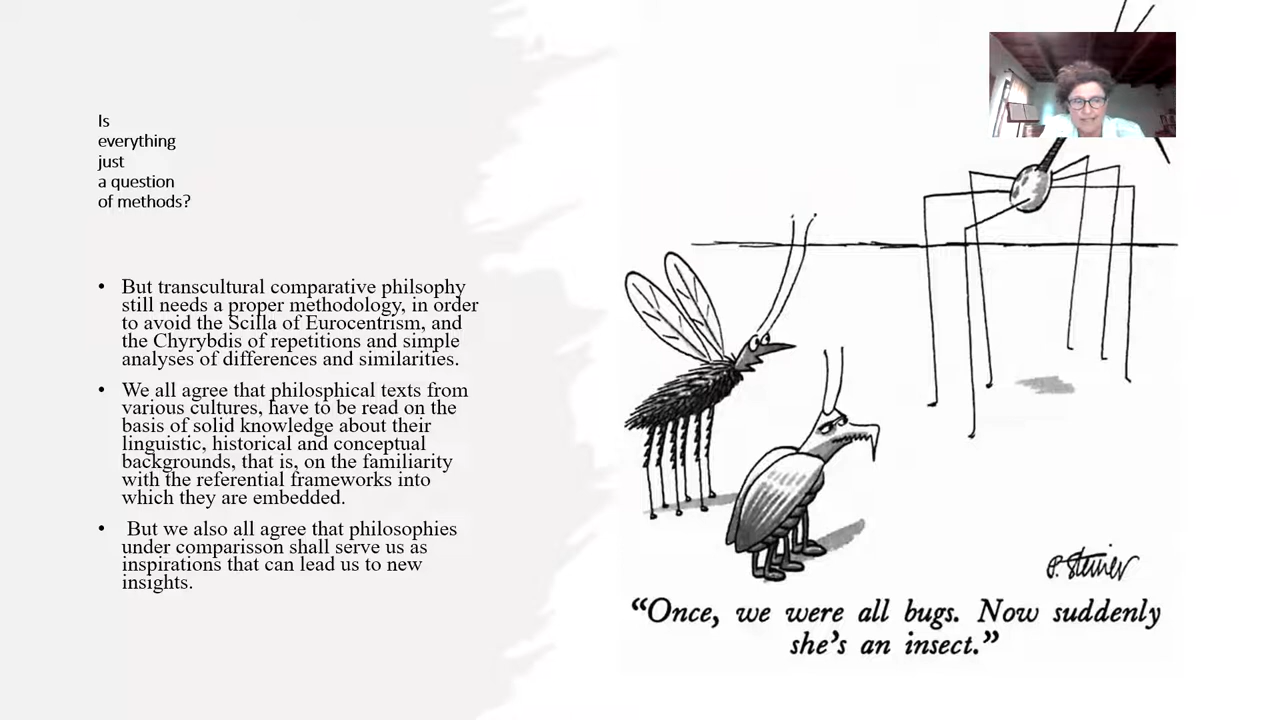 Is
everything
just
a question
of methods?
• But transcultural comparative philsophy
still needs a proper methodology, in order
to avoid the Scilla of Eurocentrism, and
the Chyrybdis of repetitions and simple
analyses of differences and similarities.
• We all agree that philosphical texts from
various cultures, have to be read on the
basis of solid knowledge about their
linguistic, historical and conceptual
backgrounds, that is, on the familiarity
with the referential frameworks into
which they are embedded.
• But we also all agree that philosophies
under comparisson shall serve us as
inspirations that can lead us to new
insights.
P. Steiner
“Once, we were all bugs. Now suddenly
she’s an insect.”